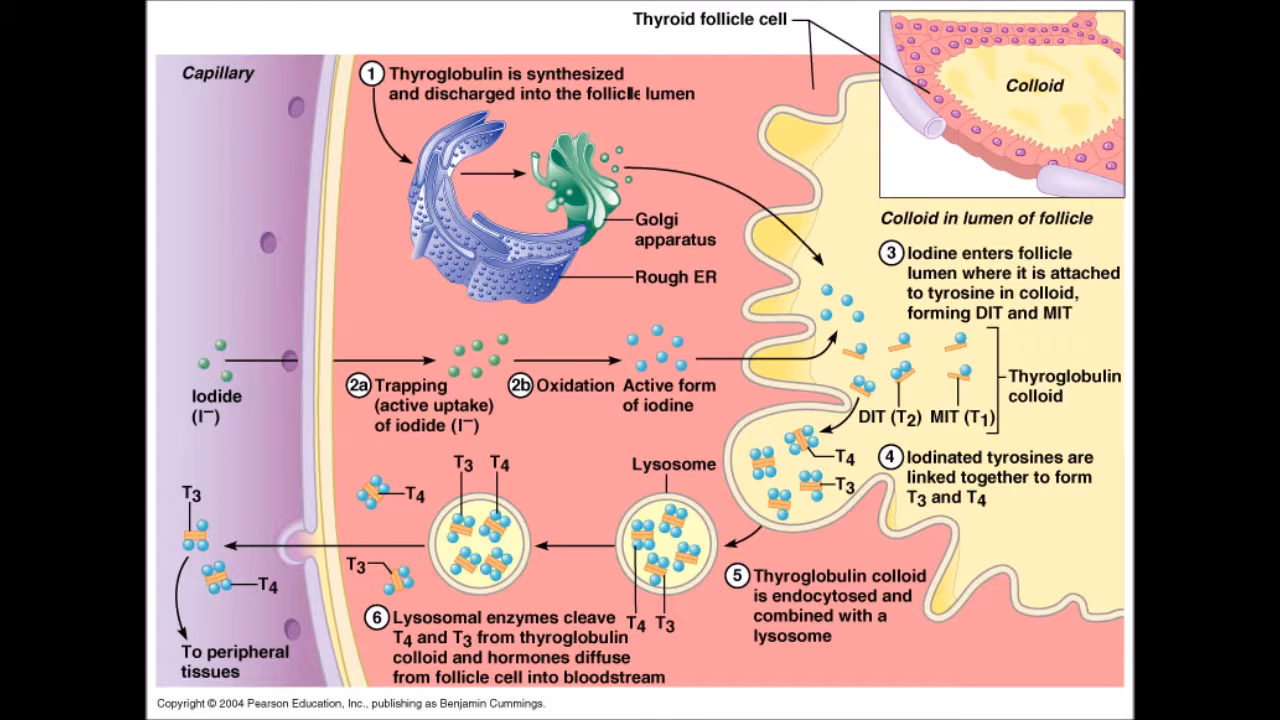 Thyroid follicle cell
Capillary
1 Thyroglobulin is synthesized
and discharged into the follicle lumen
Colloid
Golgi
apparatus
Rough ER
Colloid in lumen of follicle
3 Iodine enters follicle
lumen where it is attached
to tyrosine in colloid,
forming DIT and MIT
Iodide
(I⁻)
2a Trapping
(active uptake)
of iodide (I⁻)
2b Oxidation
Active form
of iodine
Thyroglobulin
colloid
DIT (T₂) MIT (T₁)
T₄
T₃
4 Iodinated tyrosines are
linked together to form
T₃ and T₄
Lysosome
T₃ T₄
T₄
T₃
T₃
T₄
T₄ T₃
5 Thyroglobulin colloid
is endocytosed and
combined with a
lysosome
6 Lysosomal enzymes cleave
T₄ and T₃ from thyroglobulin
colloid and hormones diffuse
from follicle cell into bloodstream
To peripheral
tissues
Copyright © 2004 Pearson Education, Inc., publishing as Benjamin Cummings.